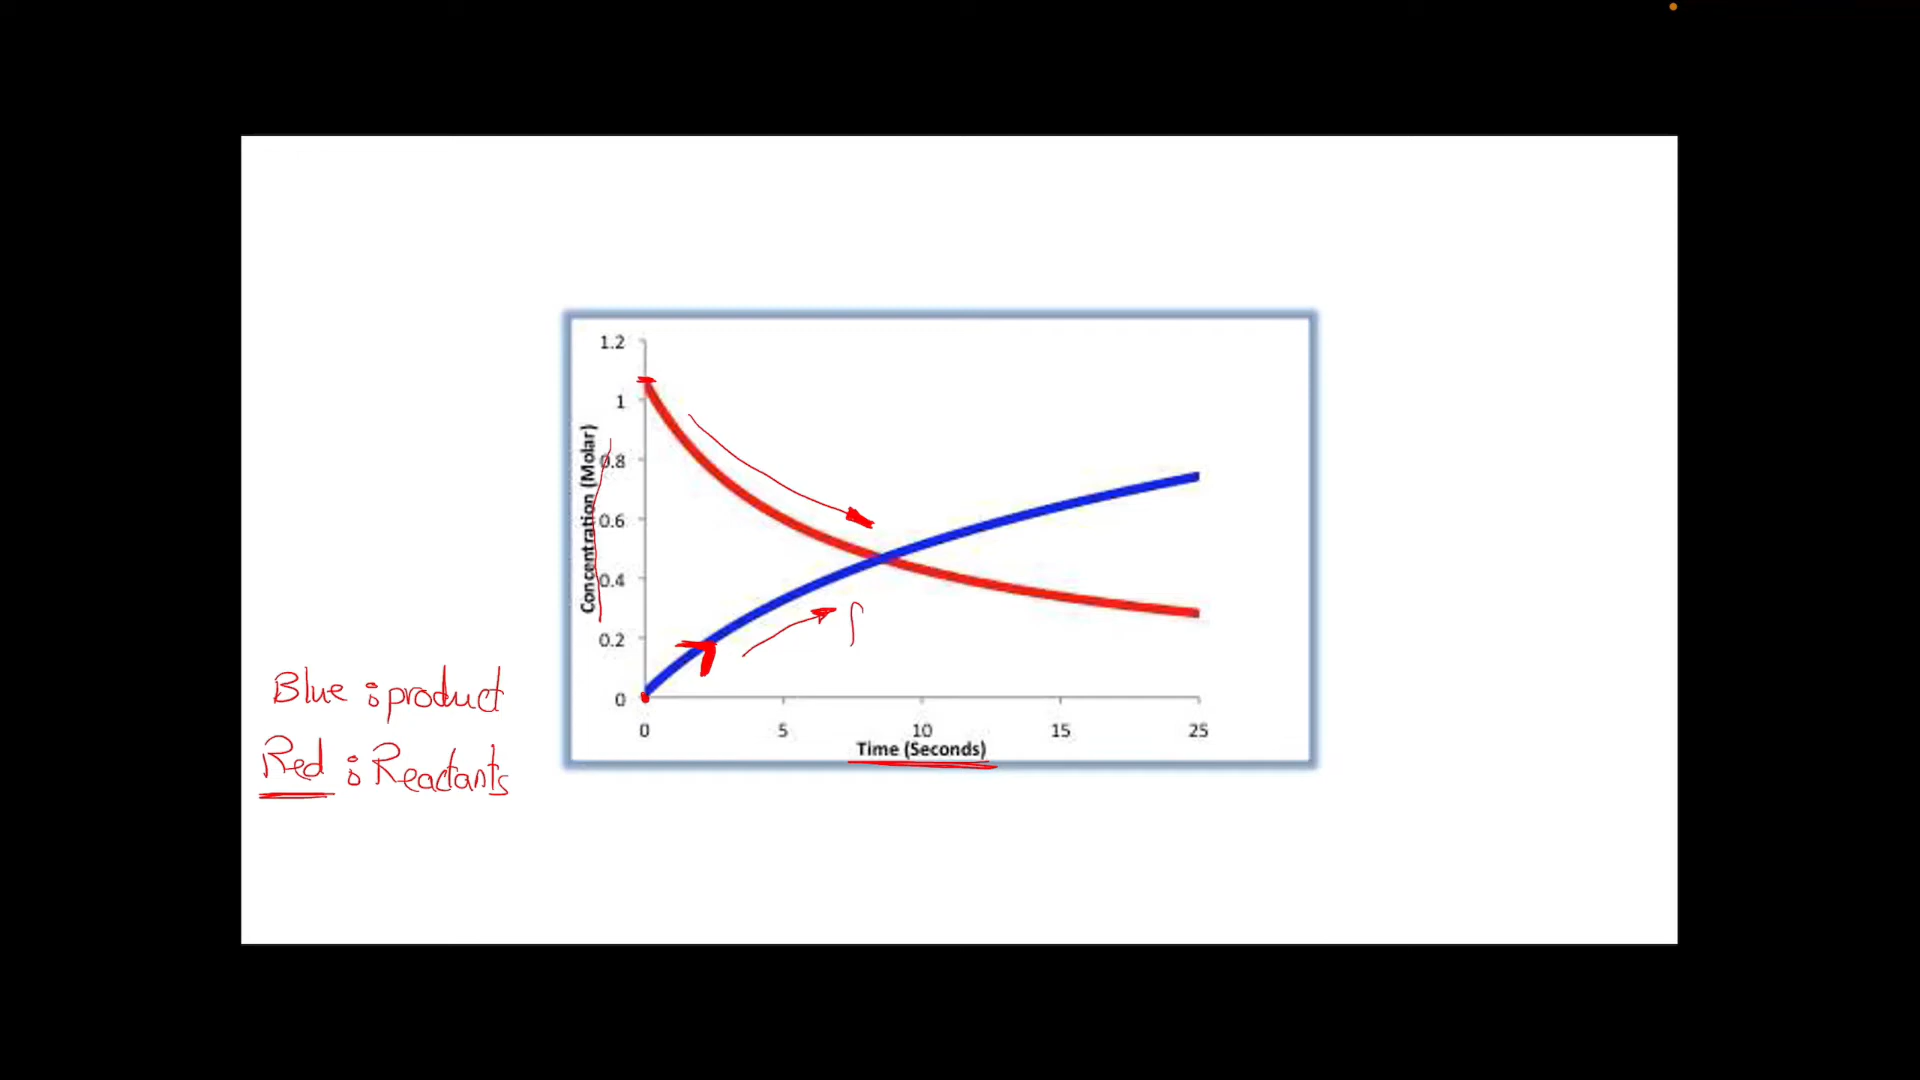 1.2
1
0.8
0.6
0.4
0.2
0
Concentration (Molar)
0 5 10 15 25
Time (Seconds)
Blue : product
Red : Reactants